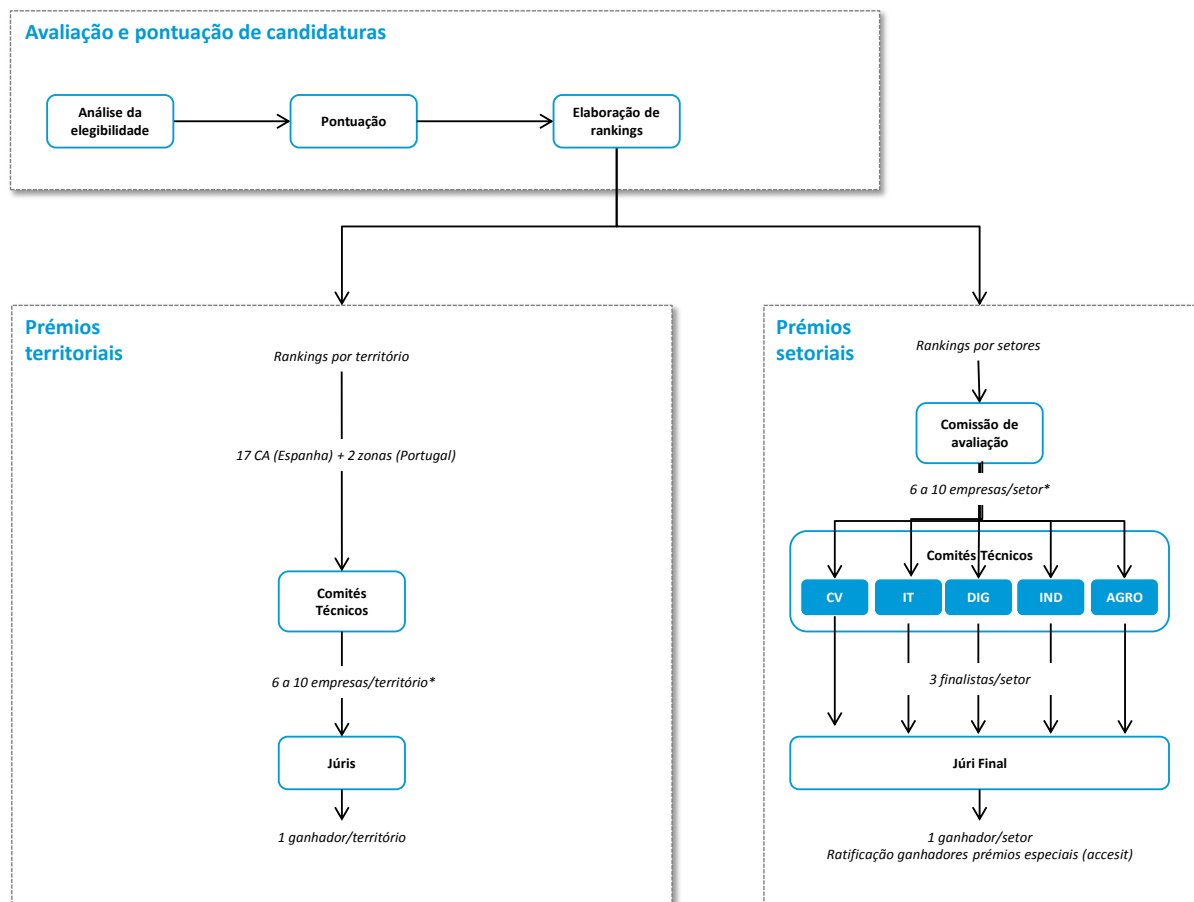 Avaliação e pontuação de candidaturas
Análise da
elegibilidade
Pontuação
Elaboração de
rankings
Prémios
territoriais
Rankings por território
17 CA (Espanha) + 2 zonas (Portugal)
Comités
Técnicos
6 a 10 empresas/território*
Júris
1 ganhador/território
Prémios
setoriais
Rankings por setores
Comissão de
avaliação
6 a 10 empresas/setor*
Comités Técnicos
CV
IT
DIG
IND
AGRO
3 finalistas/setor
Júri Final
1 ganhador/setor
Ratificação ganhadores prémios especiais (accesit)